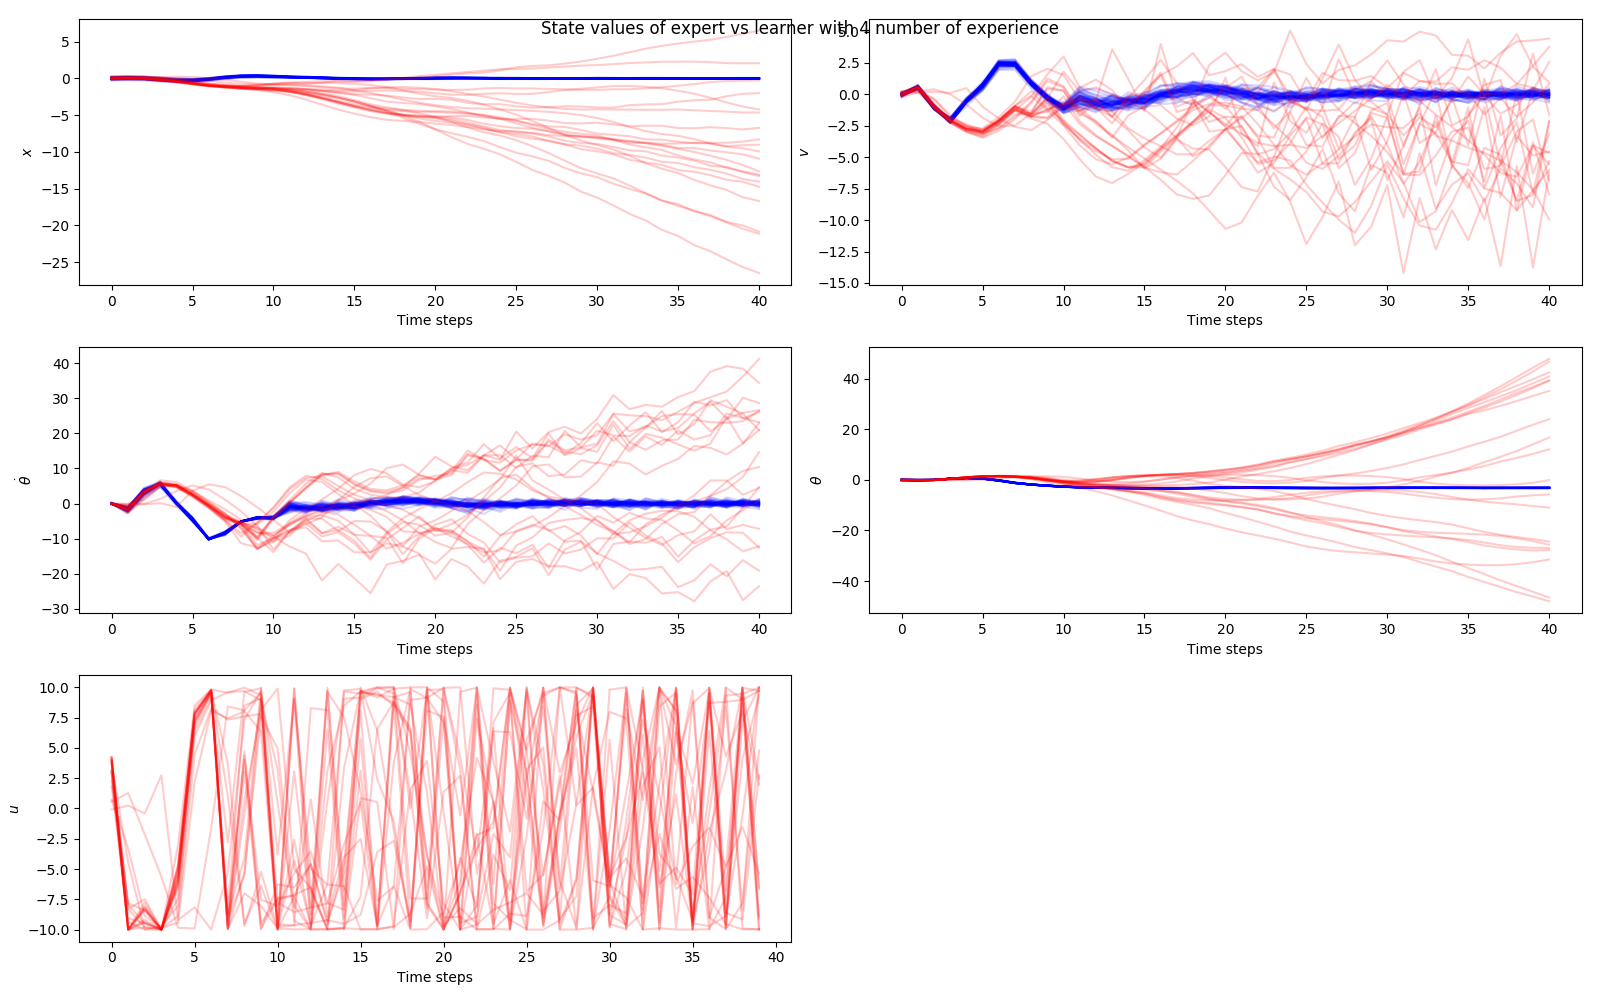 State values of expert vs learner with 4 number of experience
5
0
−5
−10
−15
−20
−25
x
0 5 10 15 20 25 30 35 40
Time steps
5.0
2.5
0.0
−2.5
−5.0
−7.5
−10.0
−12.5
−15.0
v
0 5 10 15 20 25 30 35 40
Time steps
40
30
20
10
0
−10
−20
−30
θ̇
0 5 10 15 20 25 30 35 40
Time steps
40
20
0
−20
−40
θ
0 5 10 15 20 25 30 35 40
Time steps
10.0
7.5
5.0
2.5
0.0
−2.5
−5.0
−7.5
−10.0
u
0 5 10 15 20 25 30 35 40
Time steps